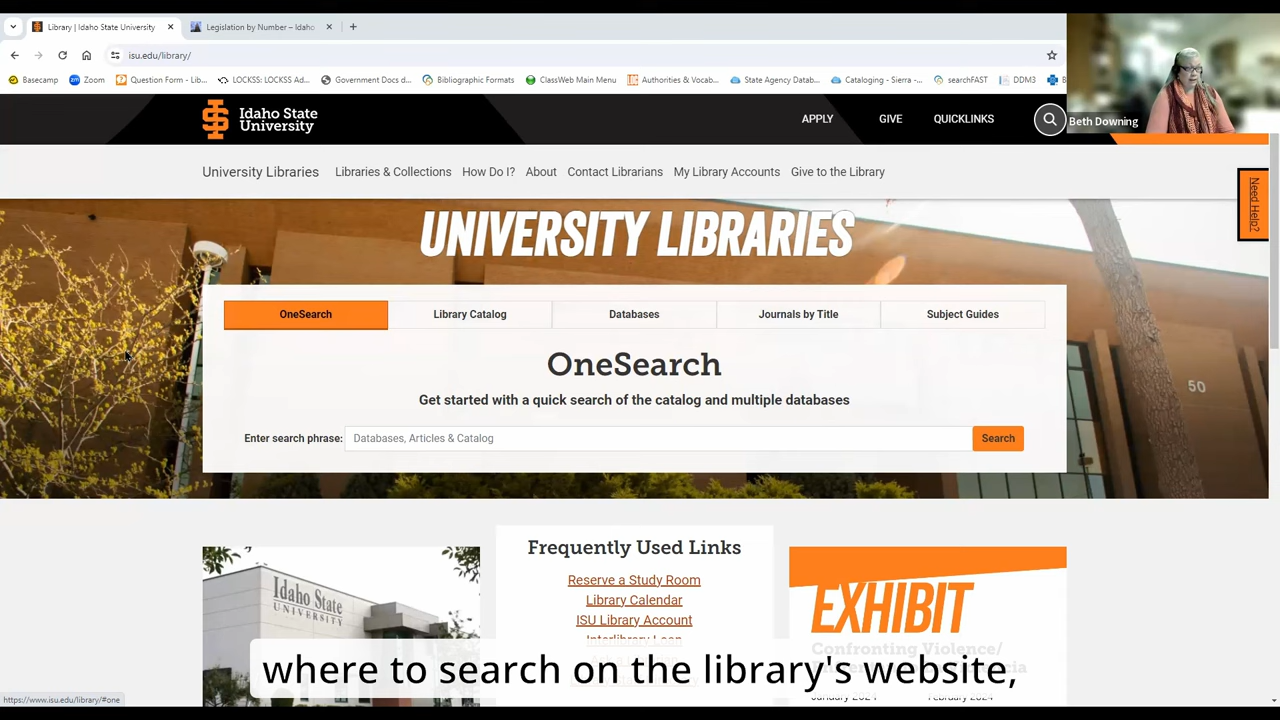 Library | Idaho State University
Legislation by Number – Idaho
isu.edu/library/
Basecamp
Zoom
Question Form - Lib...
LOCKSS: LOCKSS Ad...
Government Docs d...
Bibliographic Formats
ClassWeb Main Menu
Authorities & Vocab...
State Agency Datab...
Cataloging - Sierra -...
searchFAST
DDM3
Idaho State
University
APPLY
GIVE
QUICKLINKS
Beth Downing
University Libraries
Libraries & Collections
How Do I?
About
Contact Librarians
My Library Accounts
Give to the Library
Need Help?
UNIVERSITY LIBRARIES
OneSearch
Library Catalog
Databases
Journals by Title
Subject Guides
OneSearch
Get started with a quick search of the catalog and multiple databases
Enter search phrase:
Databases, Articles & Catalog
Search
50
Idaho State
UNIVERSITY
Frequently Used Links
Reserve a Study Room
Library Calendar
ISU Library Account
Interlibrary Loan
EXHIBIT
Confronting Violence/
where to search on the library's website,
https://www.isu.edu/library/#one